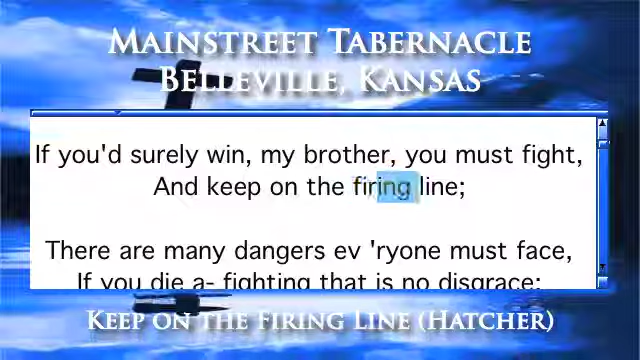 Mainstreet Tabernacle
Belleville, Kansas
If you'd surely win, my brother, you must fight,
And keep on the firing line;
There are many dangers ev 'ryone must face,
If you die a- fighting that is no disgrace;
Keep on the Firing Line (Hatcher)